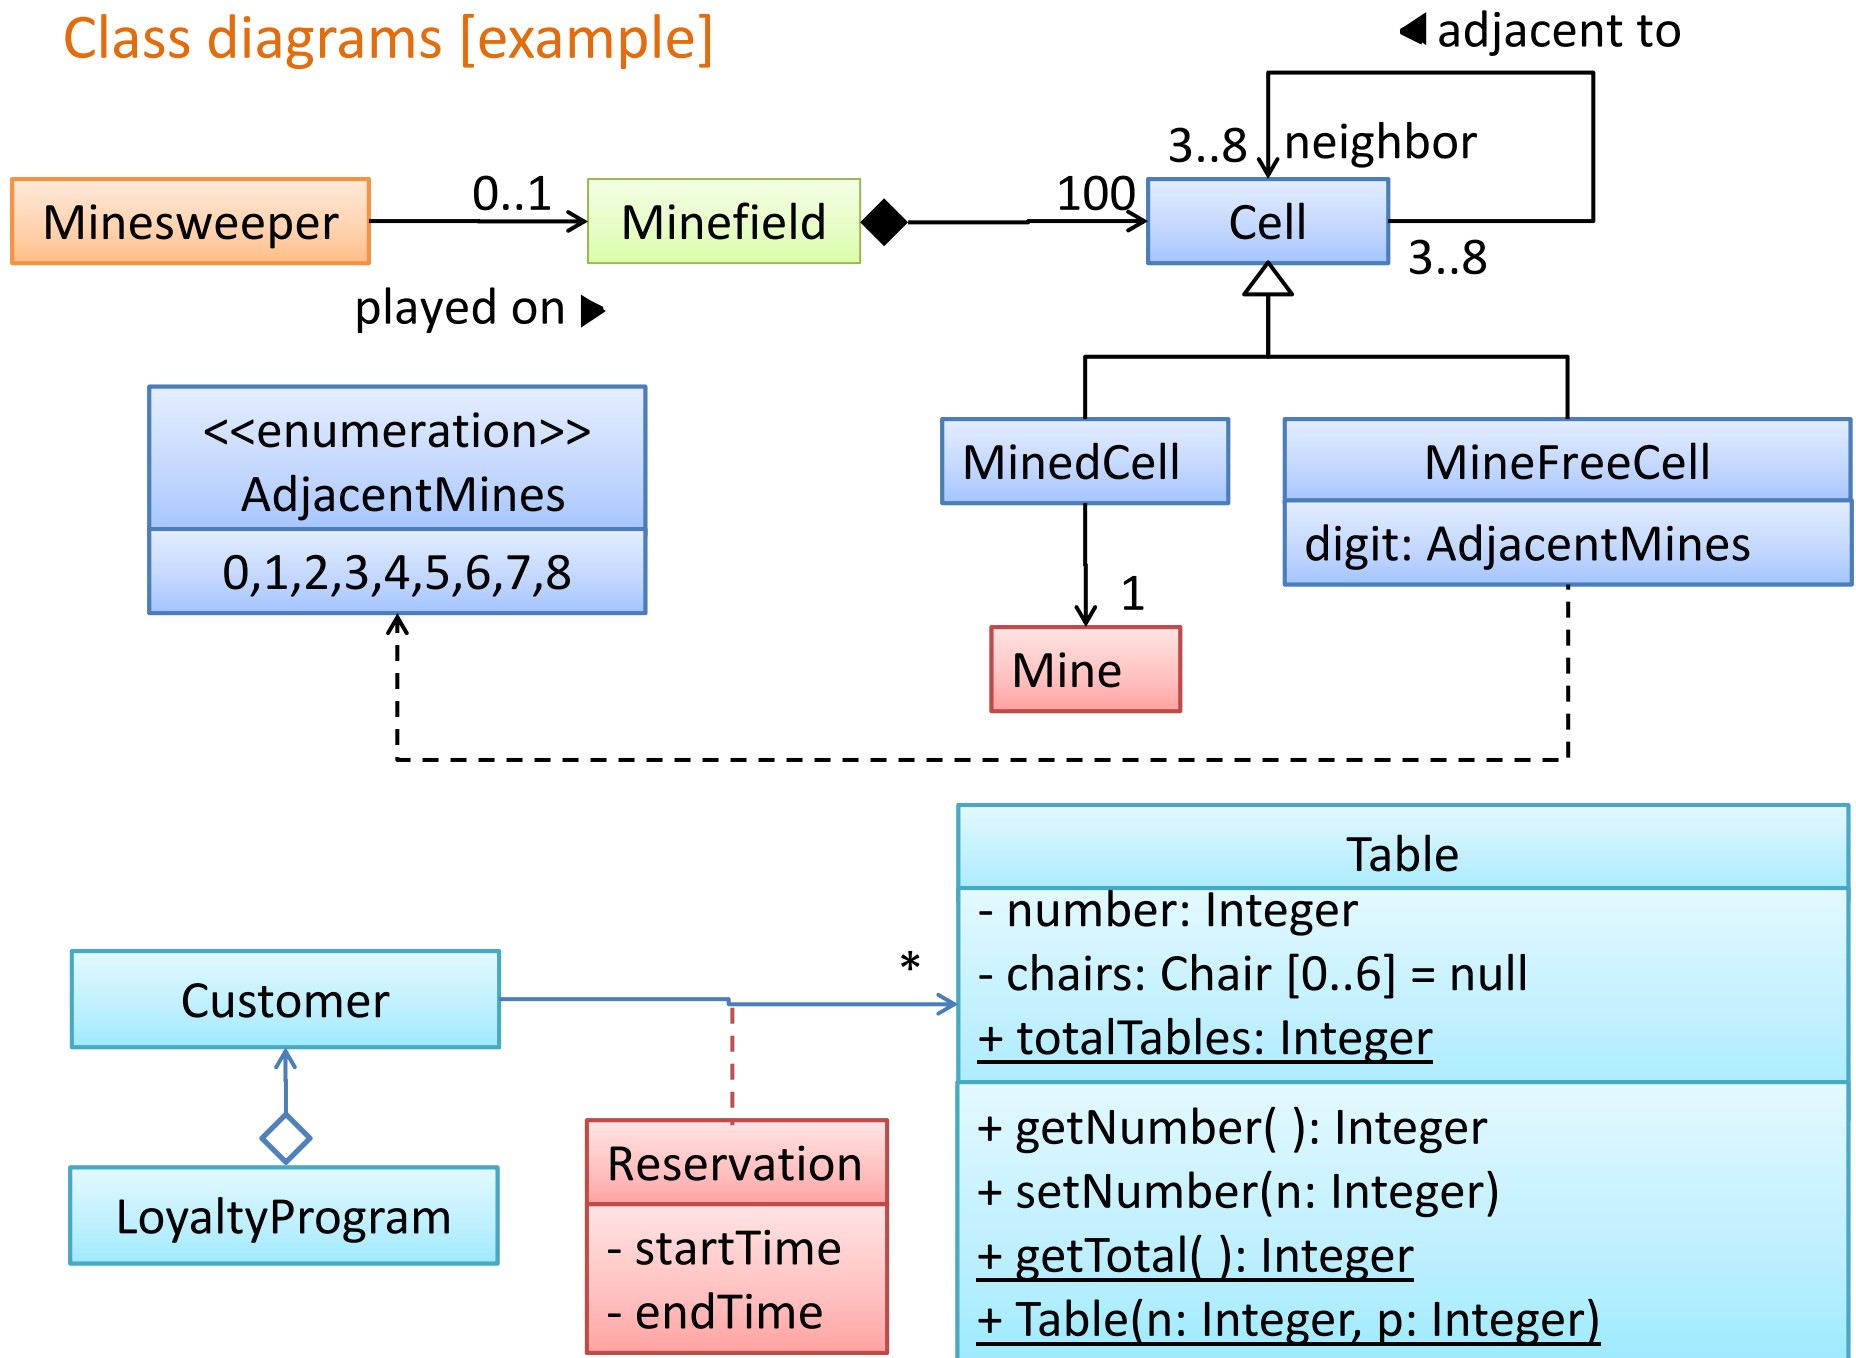 Class diagrams [example]
◀ adjacent to
3..8 neighbor
Minesweeper
0..1
Minefield
100
Cell
3..8
played on ▶
<<enumeration>>
AdjacentMines
0,1,2,3,4,5,6,7,8
MinedCell
MineFreeCell
digit: AdjacentMines
1
Mine
Table
- number: Integer
- chairs: Chair [0..6] = null
+ totalTables: Integer
+ getNumber( ): Integer
+ setNumber(n: Integer)
+ getTotal( ): Integer
+ Table(n: Integer, p: Integer)
*
Customer
LoyaltyProgram
Reservation
- startTime
- endTime